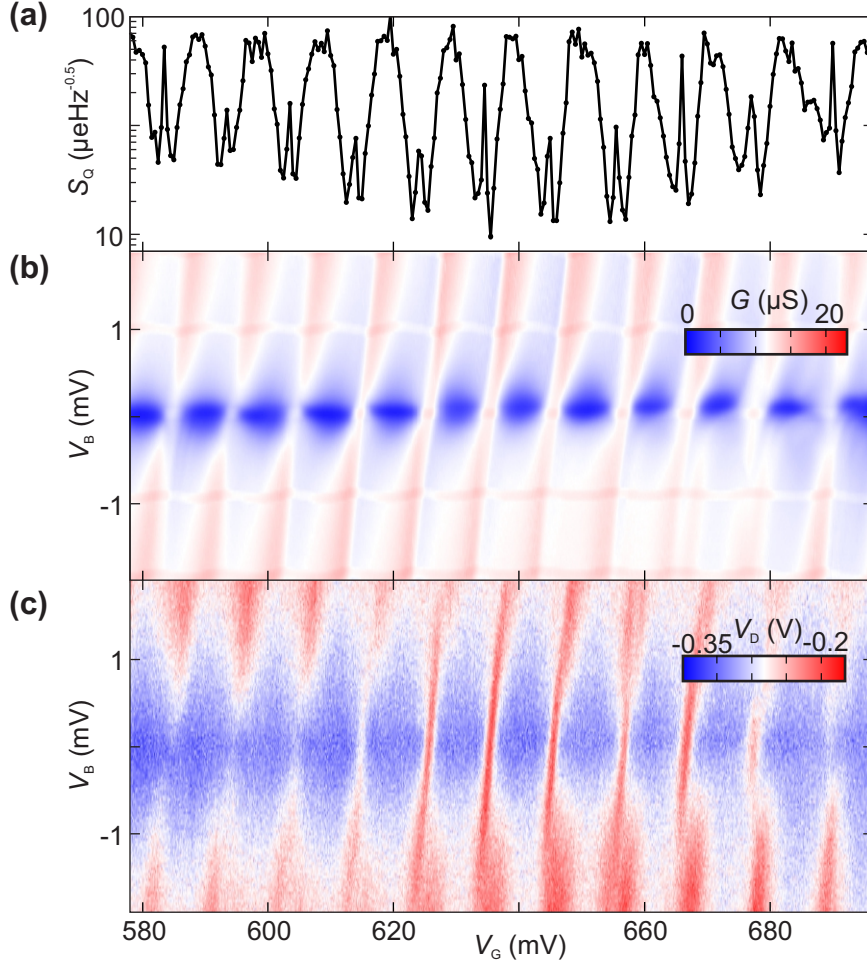 (a)
100
10
S_Q (µeHz^-0.5)
(b)
1
-1
V_B (mV)
0 G (µS) 20
(c)
1
-1
V_B (mV)
-0.35 V_D (V) -0.2
580 600 620 640 660 680
V_G (mV)